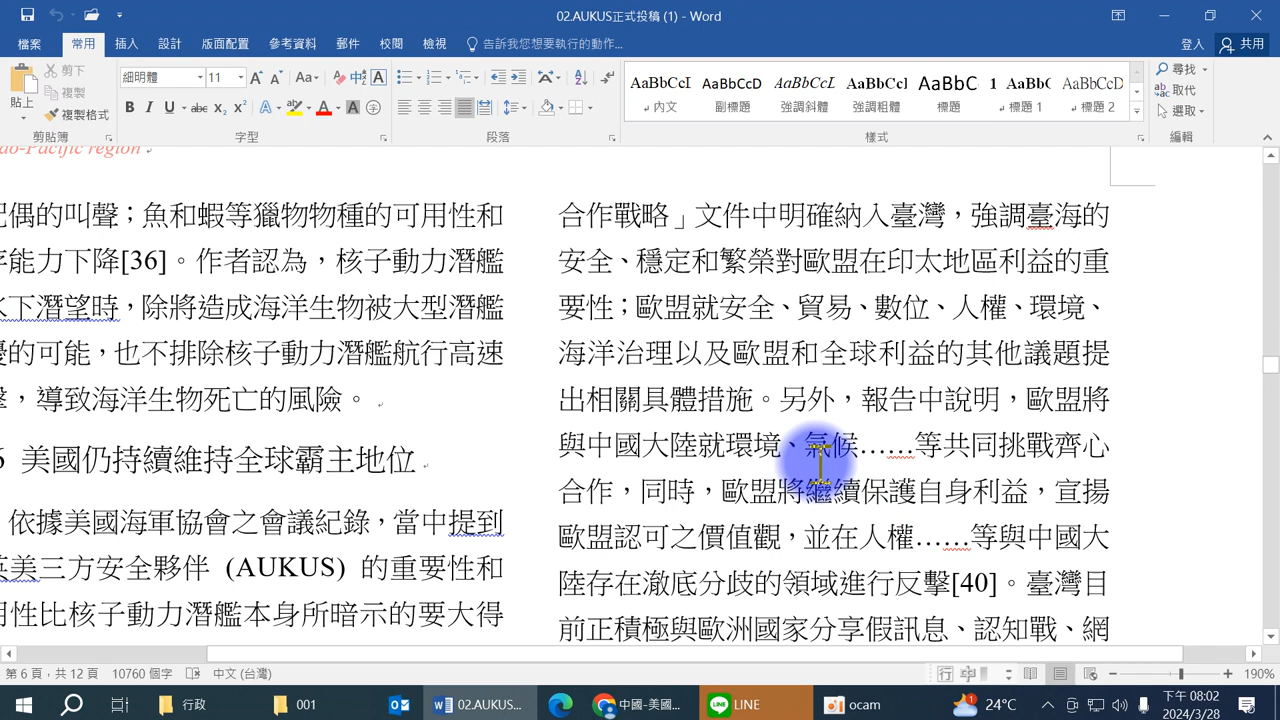 02.AUKUS正式投稿 (1) - Word
檔案 常用 插入 設計 版面配置 參考資料 郵件 校閱 檢視 告訴我您想要執行的動作... 登入 共用
貼上 剪下 複製 複製格式
細明體 11
AaBbCcI AaBbCcD AaBbCcL AaBbCcI AaBbC 1 AaBbC AaBbCcD
內文 副標題 強調斜體 強調粗體 標題 標題 1 標題 2
尋找 取代 選取
剪貼簿 字型 段落 樣式 編輯
do-Pacific region
配偶的叫聲；魚和蝦等獵物物種的可用性和
存能力下降[36]。作者認為，核子動力潛艦
水下潛望時，除將造成海洋生物被大型潛艦
的可能，也不排除核子動力潛艦航行高速
擊，導致海洋生物死亡的風險。
6 美國仍持續維持全球霸主地位
依據美國海軍協會之會議紀錄，當中提到
英美三方安全夥伴 (AUKUS) 的重要性和
用性比核子動力潛艦本身所暗示的要大得
合作戰略」文件中明確納入臺灣，強調臺海的
安全、穩定和繁榮對歐盟在印太地區利益的重
要性；歐盟就安全、貿易、數位、人權、環境、
海洋治理以及歐盟和全球利益的其他議題提
出相關具體措施。另外，報告中說明，歐盟將
與中國大陸就環境、氣候……等共同挑戰齊心
合作，同時，歐盟將繼續保護自身利益，宣揚
歐盟認可之價值觀，並在人權……等與中國大
陸存在澈底分歧的領域進行反擊[40]。臺灣目
前正積極與歐洲國家分享假訊息、認知戰、網
第 6 頁，共 12 頁 10760 個字 中文 (台灣) 190%
行政 001 02.AUKUS... 中國-美國... LINE ocam 24°C
下午 08:02
2024/3/28